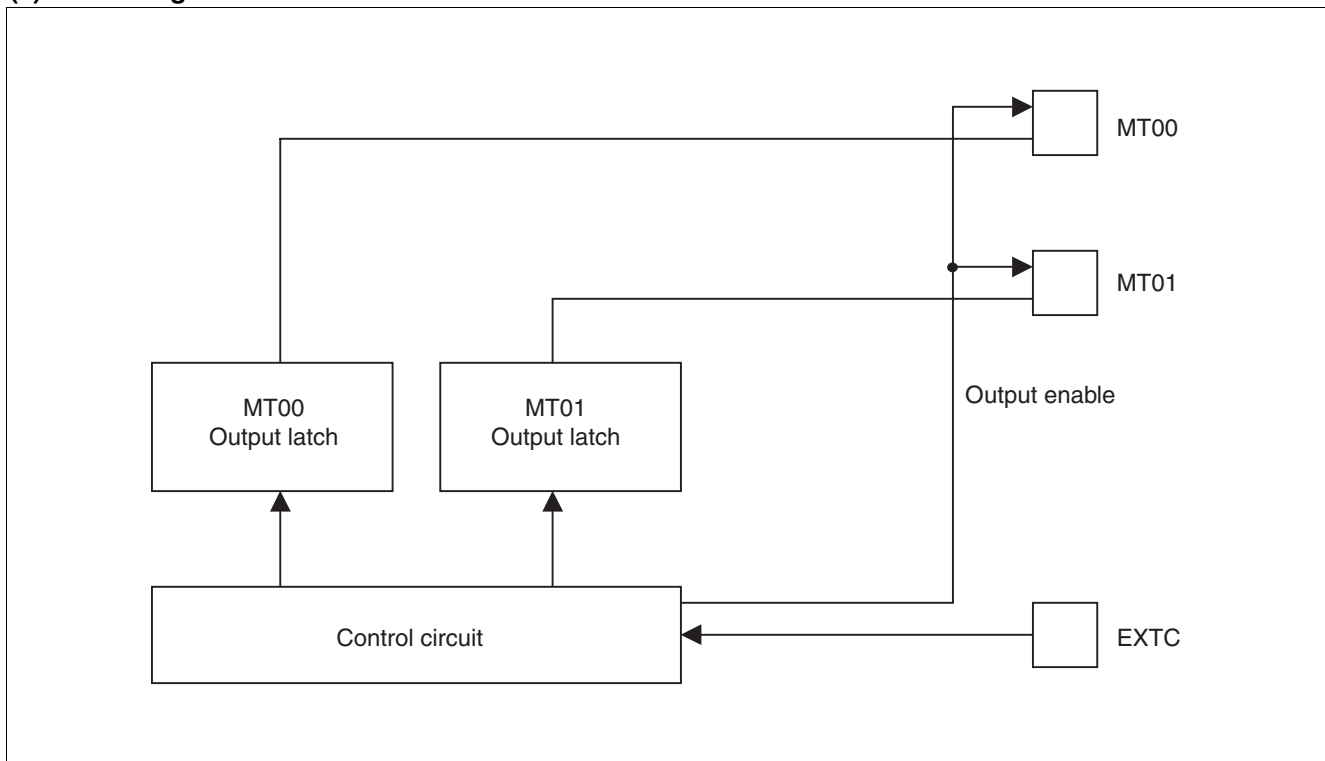 MT00
MT01
MT00
Output latch
MT01
Output latch
Output enable
Control circuit
EXTC